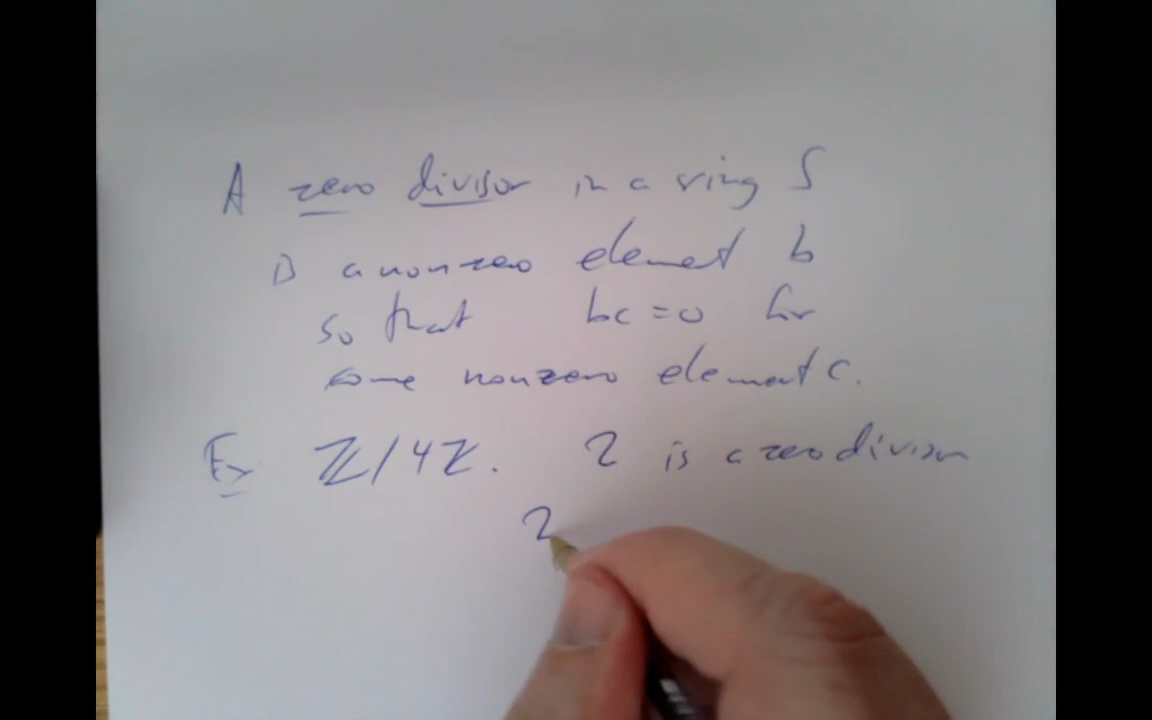 A zero divisor in a ring S
is a nonzero element b
so that bc=0 for
some nonzero element c.
Ex ℤ/4ℤ. 2 is a zero divisor
2